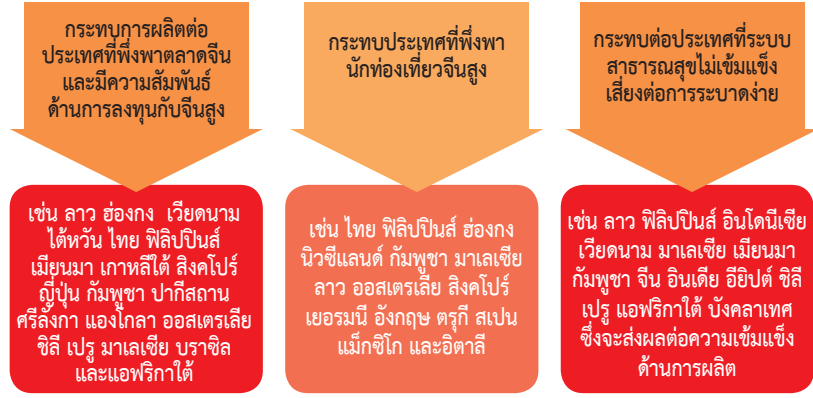 กระทบการผลิตต่อ
ประเทศที่พึ่งพาตลาดจีน
และมีความสัมพันธ์
ด้านการลงทุนกับจีนสูง
เช่น ลาว ฮ่องกง เวียดนาม
ไต้หวัน ไทย ฟิลิปปินส์
เมียนมา เกาหลีใต้ สิงคโปร์
ญี่ปุ่น กัมพูชา ปากีสถาน
ศรีลังกา แองโกลา ออสเตรเลีย
ชิลี เปรู มาเลเซีย บราซิล
และแอฟริกาใต้
กระทบประเทศที่พึ่งพา
นักท่องเที่ยวจีนสูง
เช่น ไทย ฟิลิปปินส์ ฮ่องกง
นิวซีแลนด์ กัมพูชา มาเลเซีย
ลาว ออสเตรเลีย สิงคโปร์
เยอรมนี อังกฤษ ตรุกี สเปน
แม็กซิโก และอิตาลี
กระทบต่อประเทศที่ระบบ
สาธารณสุขไม่เข้มแข็ง
เสี่ยงต่อการระบาดง่าย
เช่น ลาว ฟิลิปปินส์ อินโดนีเซีย
เวียดนาม มาเลเซีย เมียนมา
กัมพูชา จีน อินเดีย อียิปต์ ชิลี
เปรู แอฟริกาใต้ บังคลาเทศ
ซึ่งจะส่งผลต่อความเข้มแข็ง
ด้านการผลิต